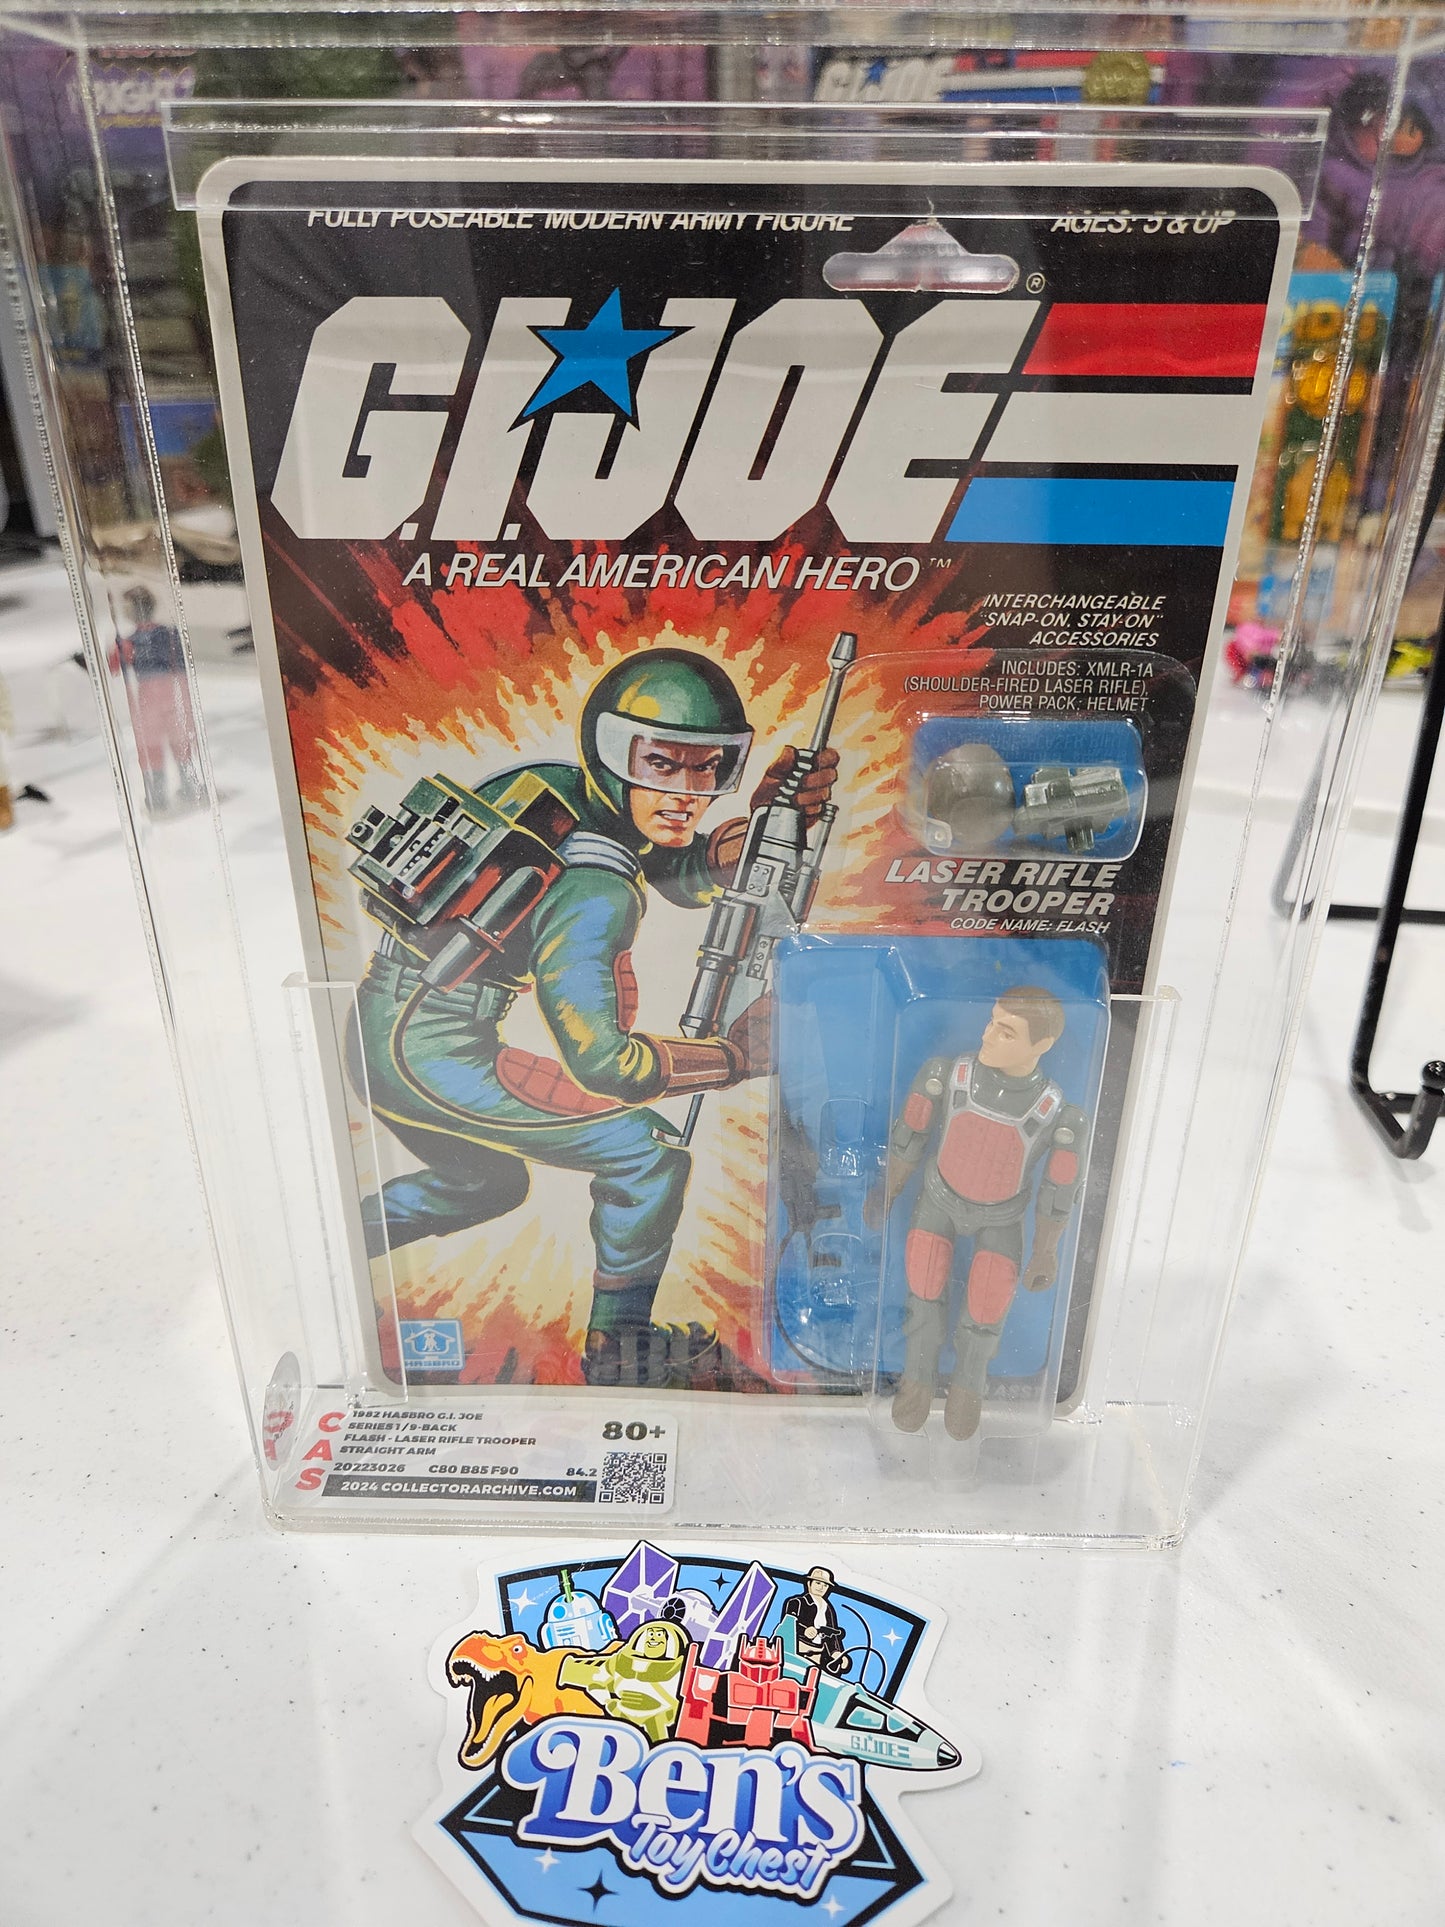 G.I. JOE
FULLY POSEABLE MODERN ARMY FIGURE
AGES: 5 & UP
®
G.I. JOE
A REAL AMERICAN HERO™
INTERCHANGEABLE
"SNAP-ON, STAY-ON"
ACCESSORIES
INCLUDES: XMLR-1A
(SHOULDER-FIRED LASER RIFLE),
POWER PACK; HELMET
LASER RIFLE
TROOPER
CODE NAME: FLASH
HASBRO
CAS
1982 HASBRO G.I. JOE
SERIES 1 / 9-BACK
FLASH - LASER RIFLE TROOPER
STRAIGHT ARM
80+
20223026 C80 B85 F90 84.2
2024 COLLECTORARCHIVE.COM
G.I. JOE
Ben's
Toy Chest